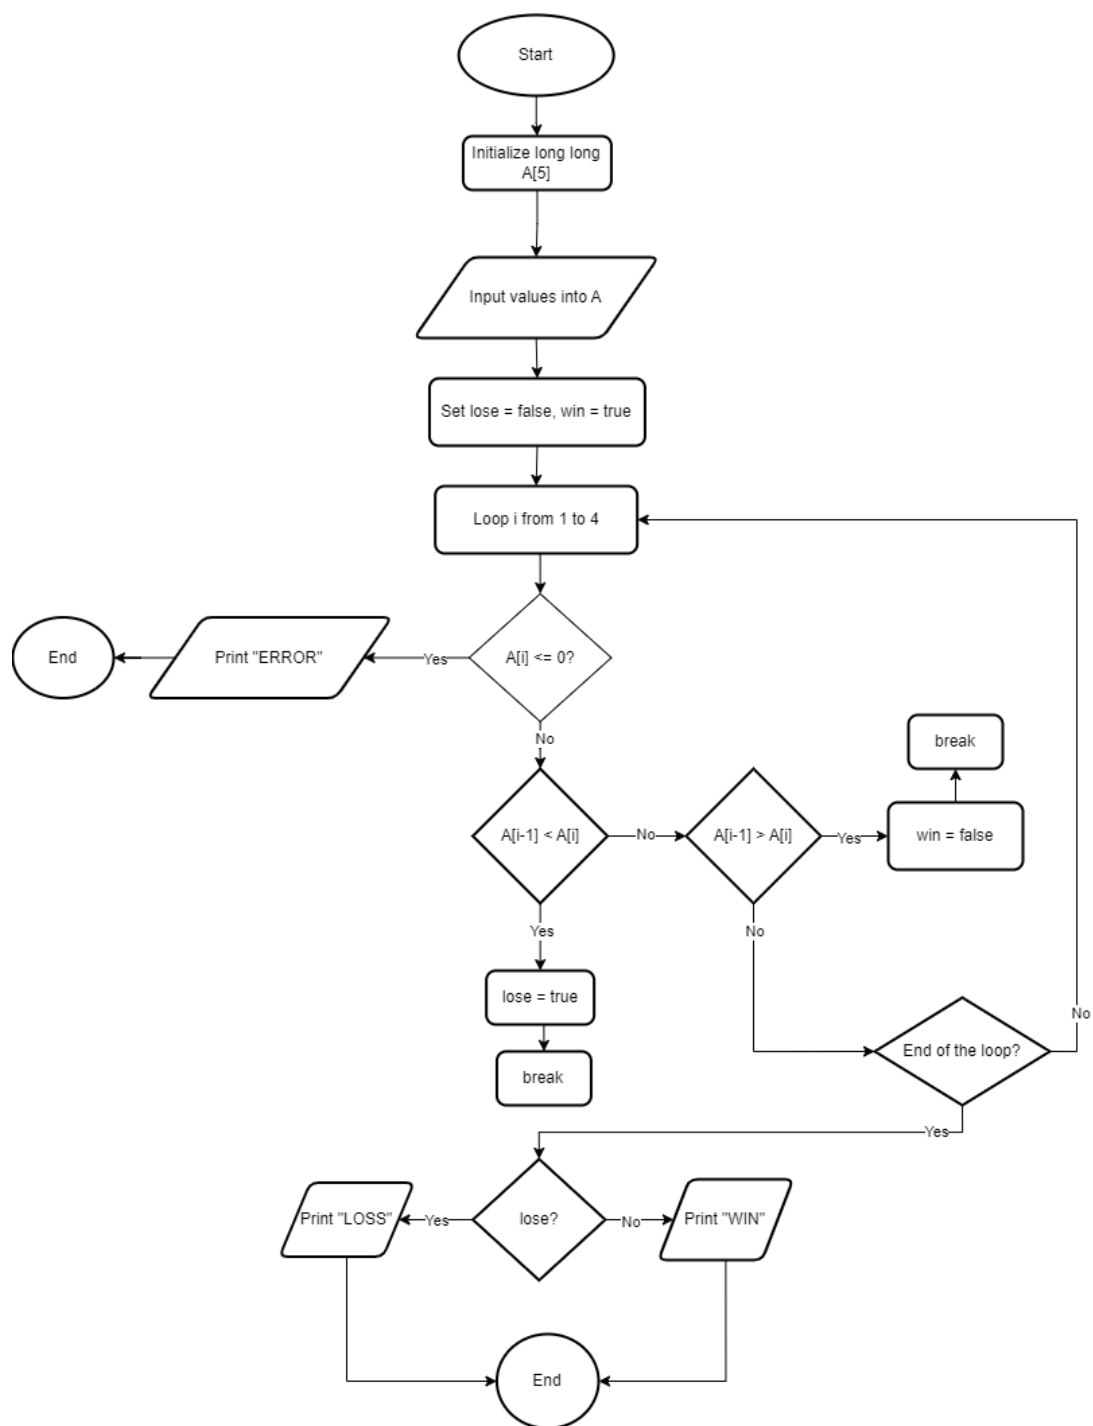 Start
Initialize long long
A[5]
Input values into A
Set lose = false, win = true
Loop i from 1 to 4
End
Print "ERROR"
Yes
A[i] <= 0?
No
break
A[i-1] < A[i]
No
A[i-1] > A[i]
Yes
win = false
Yes
No
lose = true
No
End of the loop?
break
Yes
Print "LOSS"
Yes
lose?
No
Print "WIN"
End